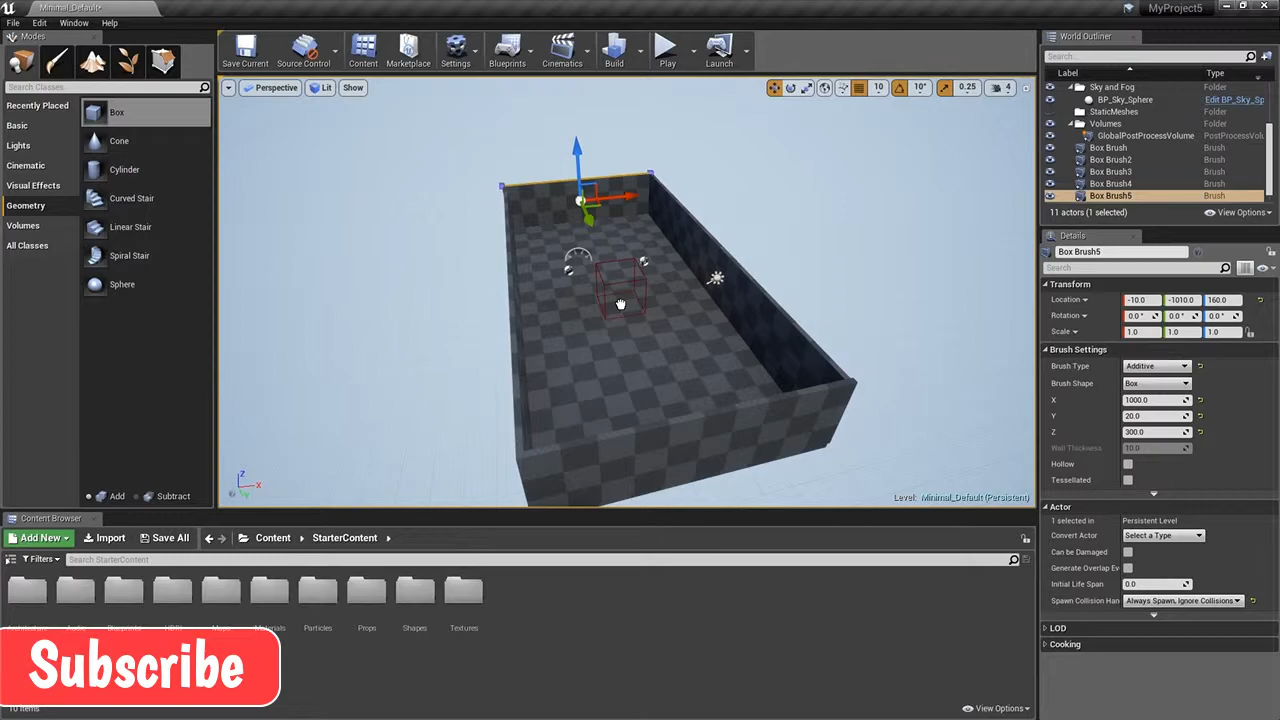 Minimal_Default*
MyProject5
File Edit Window Help
Modes
Search Classes
Recently Placed
Basic
Lights
Cinematic
Visual Effects
Geometry
Volumes
All Classes
Box
Cone
Cylinder
Curved Stair
Linear Stair
Spiral Stair
Sphere
Add Subtract
Save Current Source Control Content Marketplace Settings Blueprints Cinematics Build Play Launch
Perspective Lit Show 10 10° 0.25 4
Z
X
Y
Level: Minimal_Default (Persistent)
World Outliner
Search
Label Type
Sky and Fog Folder
BP_Sky_Sphere Edit BP_Sky_Sp
StaticMeshes Folder
Volumes Folder
GlobalPostProcessVolume PostProcessVolu
Box Brush Brush
Box Brush2 Brush
Box Brush3 Brush
Box Brush4 Brush
Box Brush5 Brush
11 actors (1 selected) View Options
Details
Box Brush5
Search
Transform
Location -10.0 -1010.0 160.0
Rotation 0.0° 0.0° 0.0°
Scale 1.0 1.0 1.0
Brush Settings
Brush Type Additive
Brush Shape Box
X 1000.0
Y 20.0
Z 300.0
Wall Thickness 10.0
Hollow
Tessellated
Actor
1 selected in Persistent Level
Convert Actor Select a Type
Can be Damaged
Generate Overlap Ev
Initial Life Span 0.0
Spawn Collision Han Always Spawn, Ignore Collisions
LOD
Cooking
Content Browser
Add New Import Save All Content StarterContent
Filters Search StarterContent
Maps Materials Particles Props Shapes Textures
Subscribe
10 items View Options